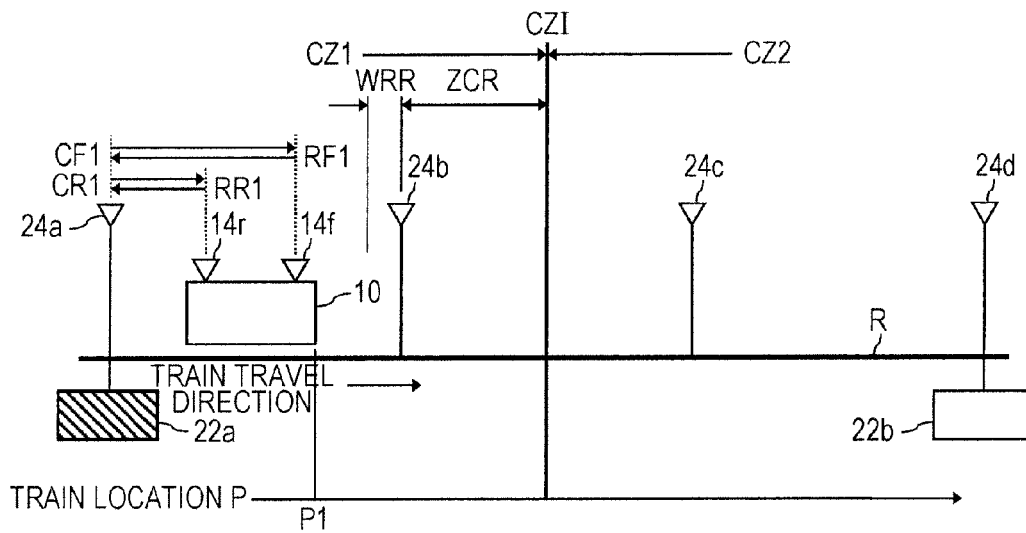 CZI
CZ1
CZ2
WRR
ZCR
CF1
RF1
CR1
RR1
24a
14r
14f
24b
24c
24d
10
R
TRAIN TRAVEL
DIRECTION
22a
22b
TRAIN LOCATION P
P1